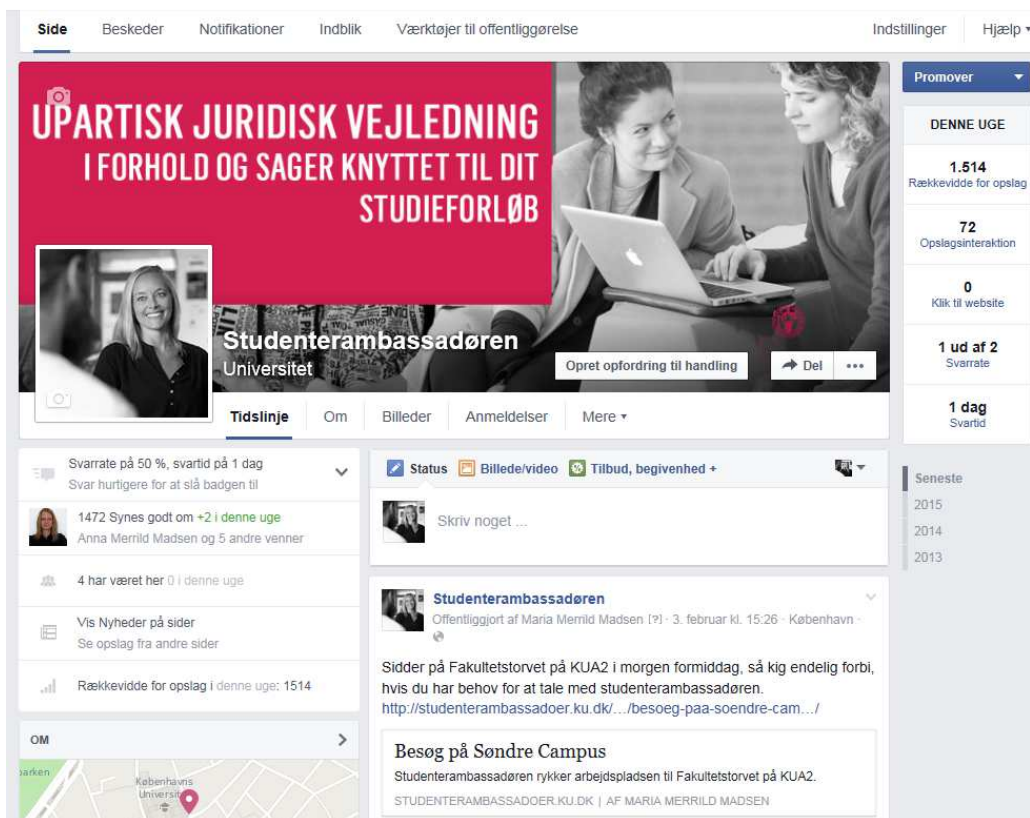 Side Beskeder Notifikationer Indblik Værktøjer til offentliggørelse Indstillinger Hjælp
UPARTISK JURIDISK VEJLEDNING
I FORHOLD OG SAGER KNYTTET TIL DIT
STUDIEFORLØB
Studenterambassadøren
Universitet
Opret opfordring til handling Del
Tidslinje Om Billeder Anmeldelser Mere
Promover
DENNE UGE
1.514
Rækkevidde for opslag
72
Opslagsinteraktion
0
Klik til website
1 ud af 2
Svarrate
1 dag
Svartid
Seneste
2015
2014
2013
Svarrate på 50 %, svartid på 1 dag
Svar hurtigere for at slå badgen til
1472 Synes godt om +2 i denne uge
Anna Merrild Madsen og 5 andre venner
4 har været her 0 i denne uge
Vis Nyheder på sider
Se opslag fra andre sider
Rækkevidde for opslag i denne uge: 1514
OM
Københavns
Universitet
Status Billede/video Tilbud, begivenhed +
Skriv noget ...
Studenterambassadøren
Offentliggjort af Maria Merrild Madsen [?] · 3. februar kl. 15:26 · København ·
Sidder på Fakultetstorvet på KUA2 i morgen formiddag, så kig endelig forbi,
hvis du har behov for at tale med studenterambassadøren.
http://studenterambassadoer.ku.dk/…/besoeg-paa-soendre-cam…/
Besøg på Søndre Campus
Studenterambassadøren rykker arbejdspladsen til Fakultetstorvet på KUA2.
STUDENTERAMBASSADOER.KU.DK | AF MARIA MERRILD MADSEN